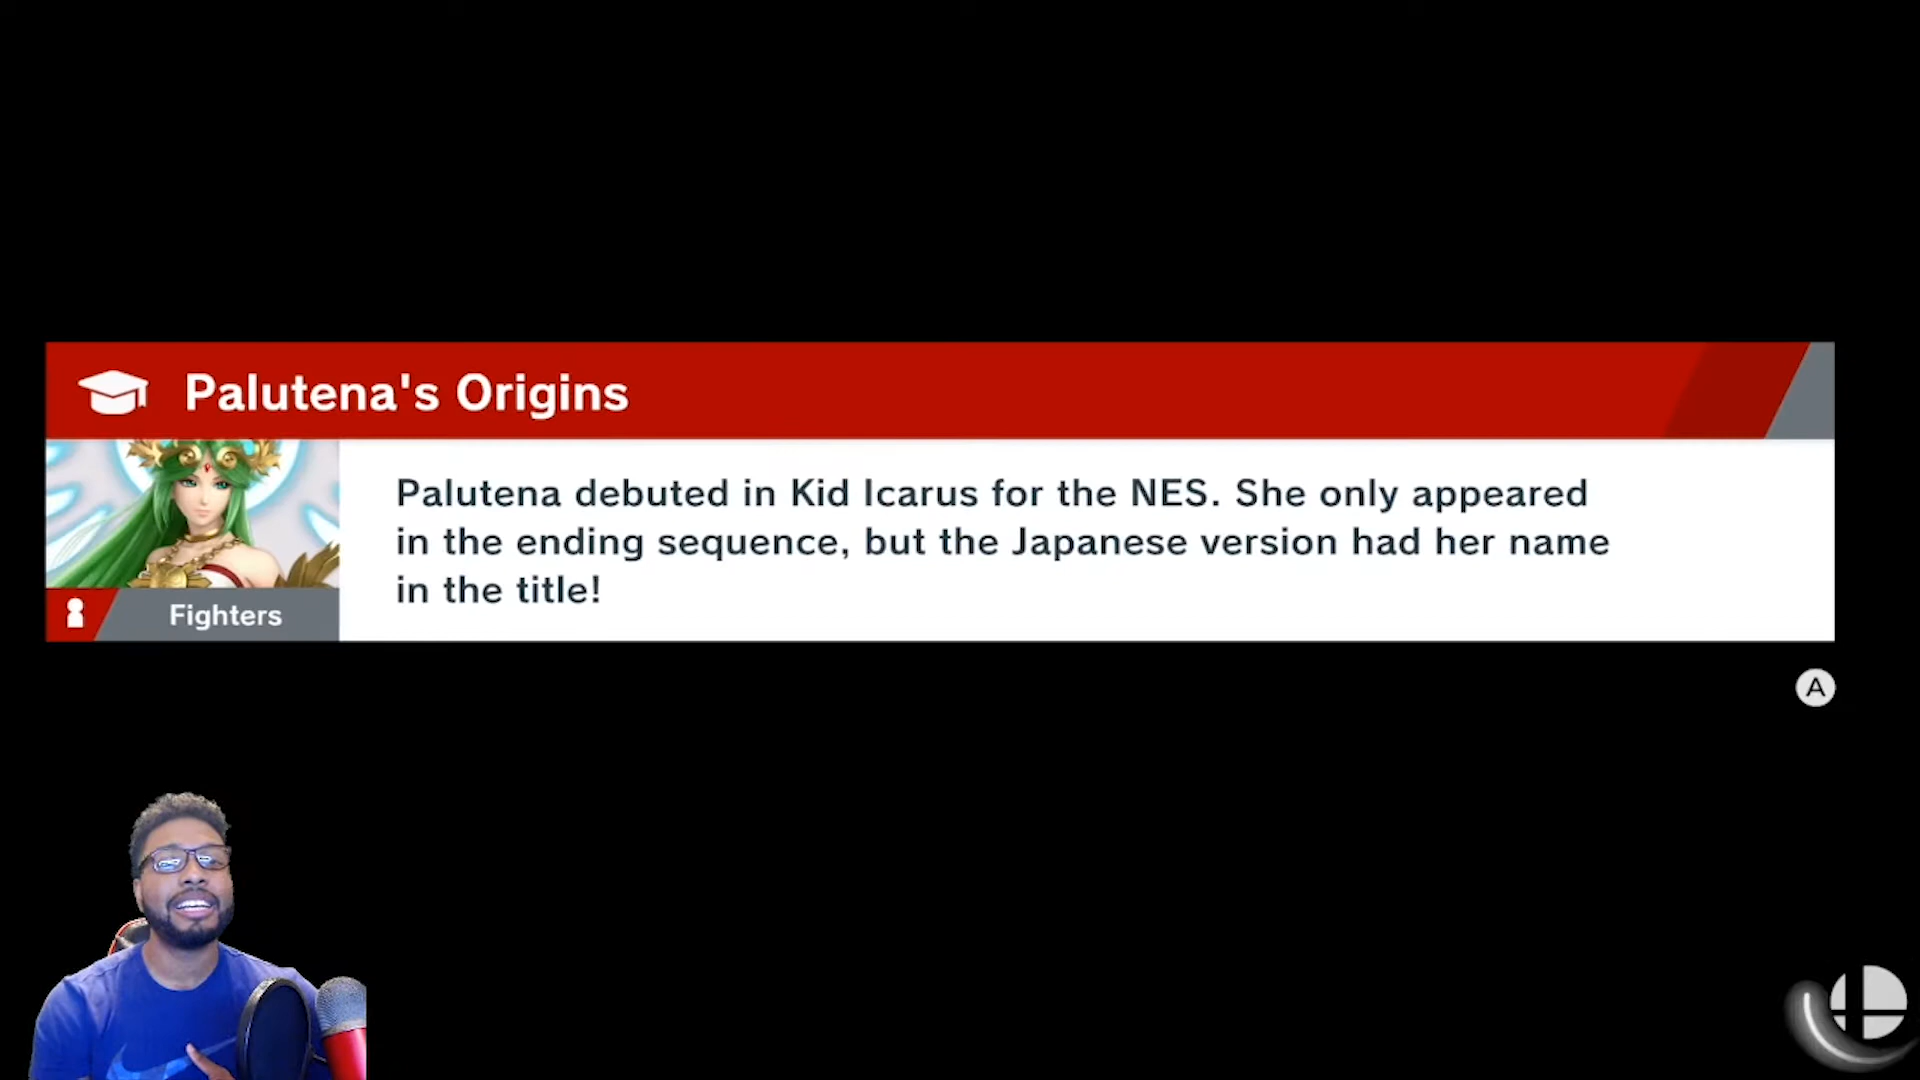 Palutena's Origins
Palutena debuted in Kid Icarus for the NES. She only appeared
in the ending sequence, but the Japanese version had her name
in the title!
Fighters
A